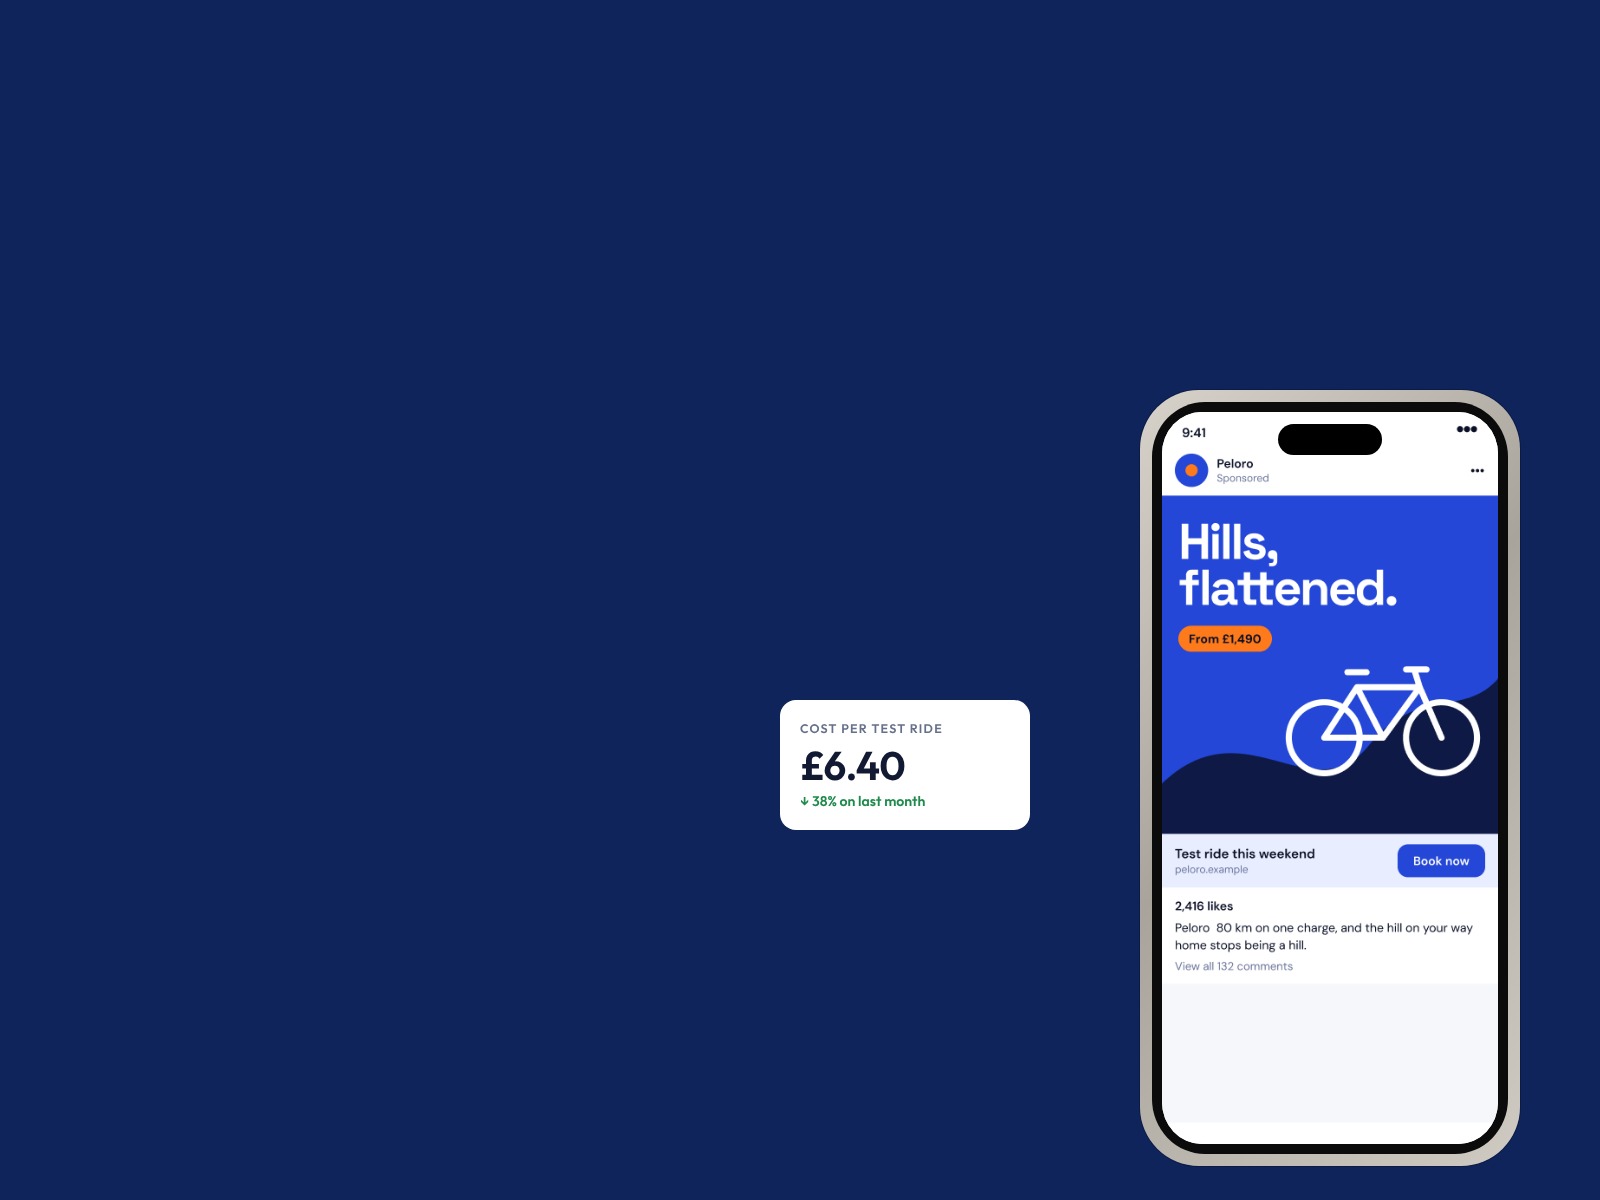 COST PER TEST RIDE
£6.40
↓ 38% on last month
9:41
Peloro
Sponsored
Hills,
flattened.
From £1,490
Test ride this weekend
peloro.example
Book now
2,416 likes
Peloro 80 km on one charge, and the hill on your way
home stops being a hill.
View all 132 comments